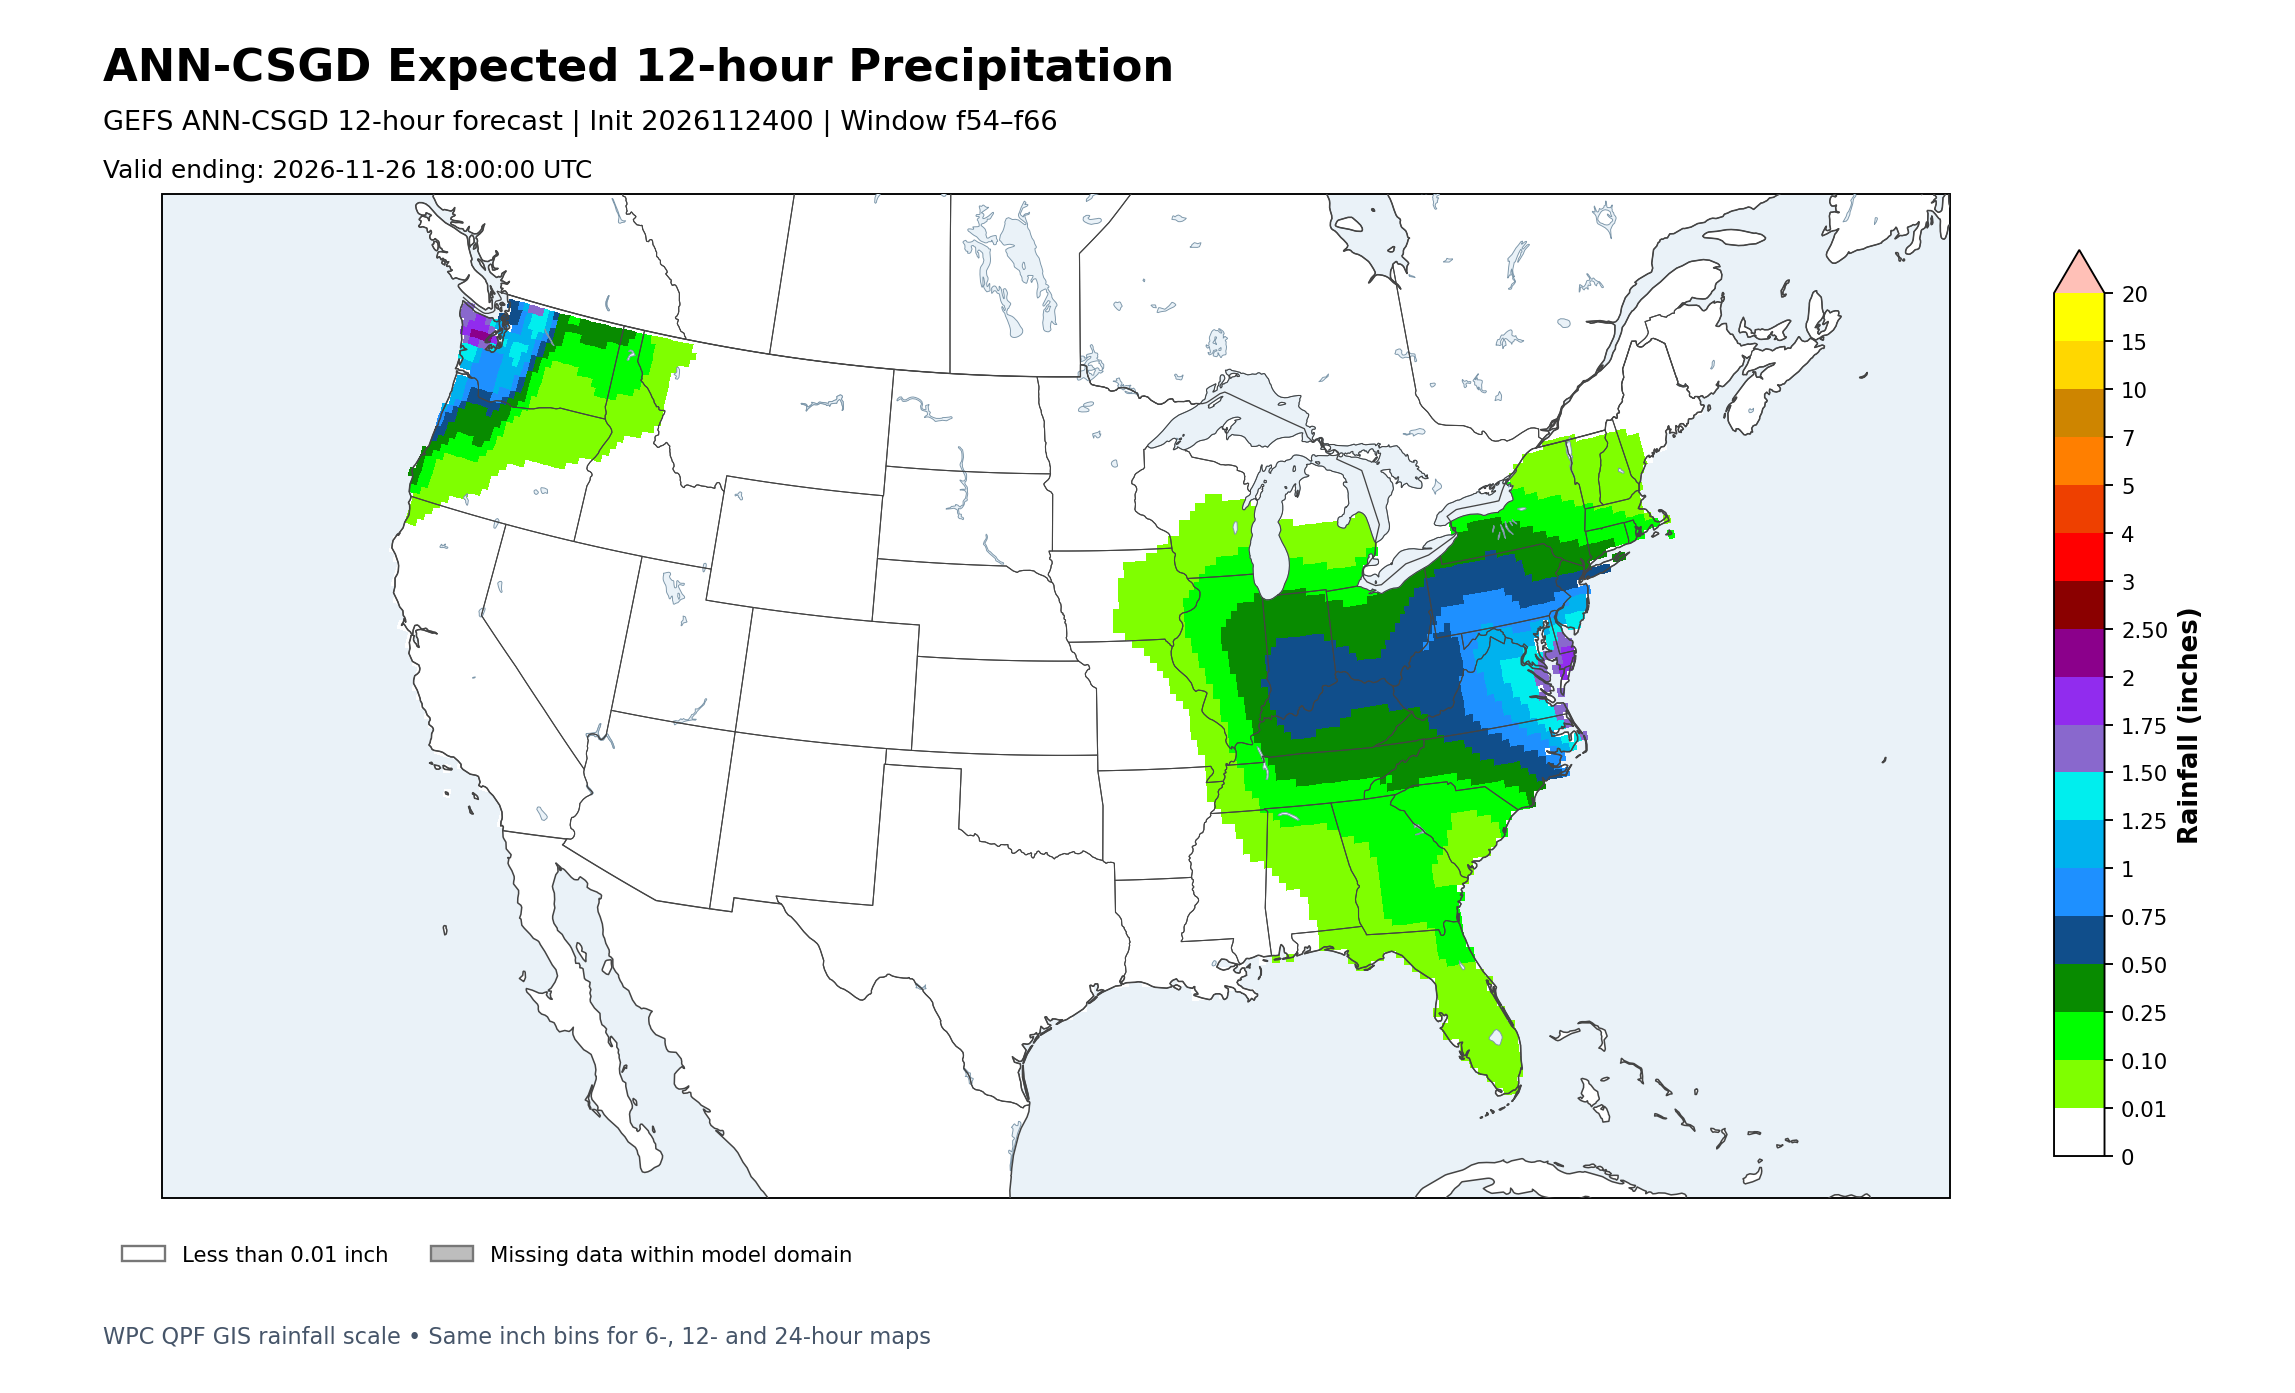 ANN-CSGD Expected 12-hour Precipitation
GEFS ANN-CSGD 12-hour forecast | Init 2026112400 | Window f54–f66
Valid ending: 2026-11-26 18:00:00 UTC
20
15
10
7
5
4
3
2.50
2
1.75
1.50
1.25
1
0.75
0.50
0.25
0.10
0.01
0
Rainfall (inches)
Less than 0.01 inch
Missing data within model domain
WPC QPF GIS rainfall scale • Same inch bins for 6-, 12- and 24-hour maps